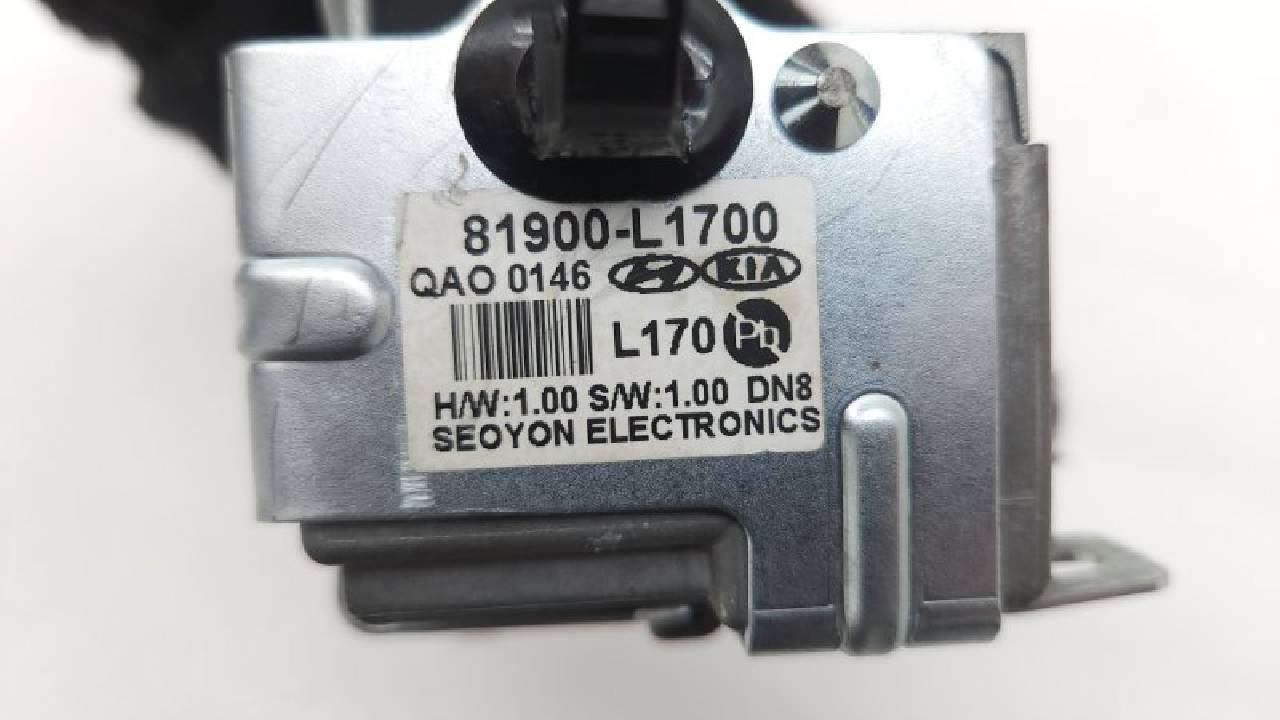 81900-L1700
QAO 0146 KIA
L170 Pb
H/W:1.00 S/W:1.00 DN8
SEOYON ELECTRONICS